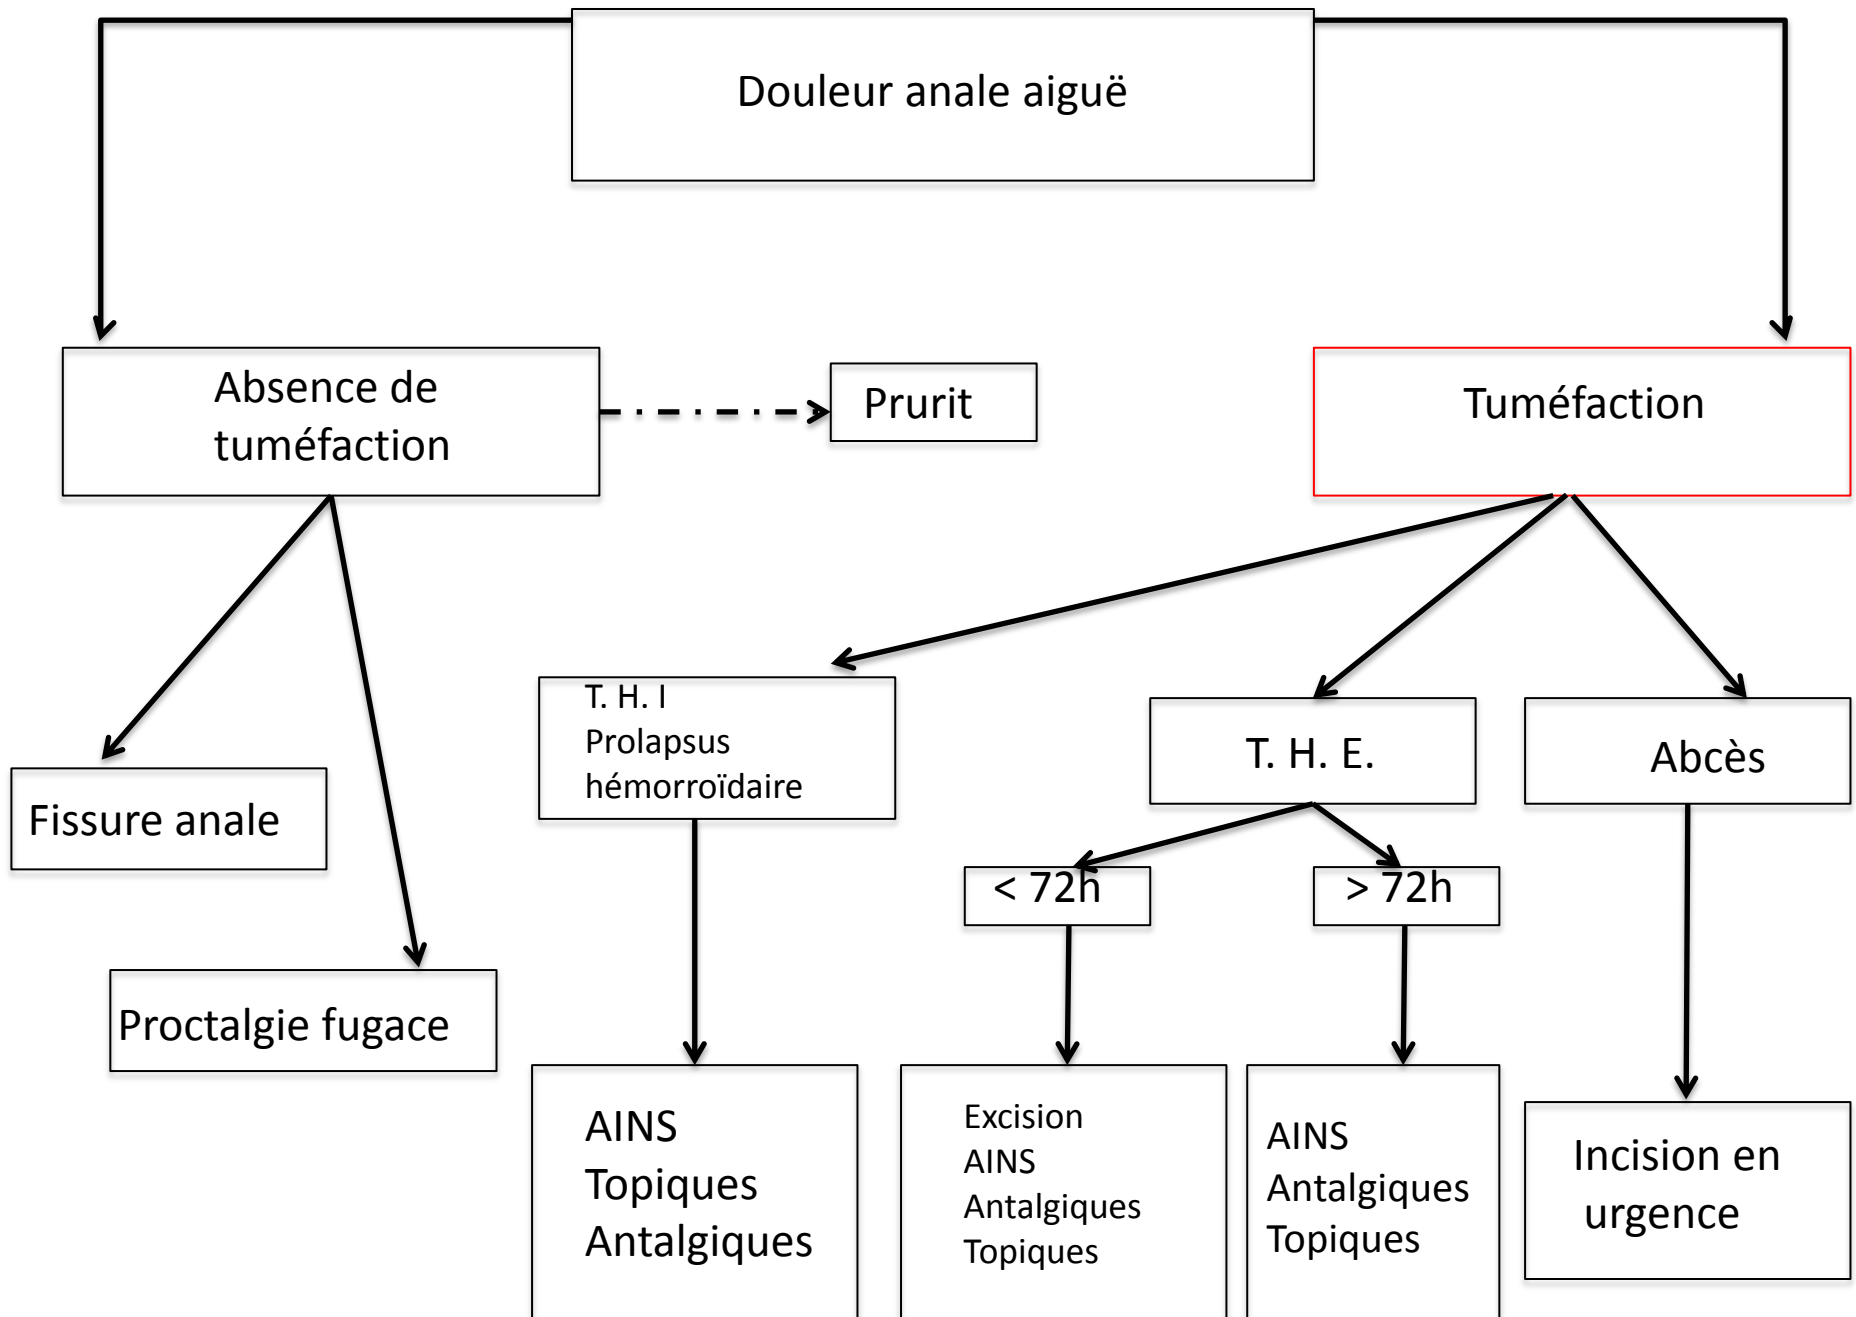 Douleur anale aiguë
Absence de
tuméfaction
Prurit
Tuméfaction
T. H. I
Prolapsus
hémorroïdaire
T. H. E.
Abcès
Fissure anale
< 72h
> 72h
Proctalgie fugace
AINS
Topiques
Antalgiques
Excision
AINS
Antalgiques
Topiques
AINS
Antalgiques
Topiques
Incision en
urgence